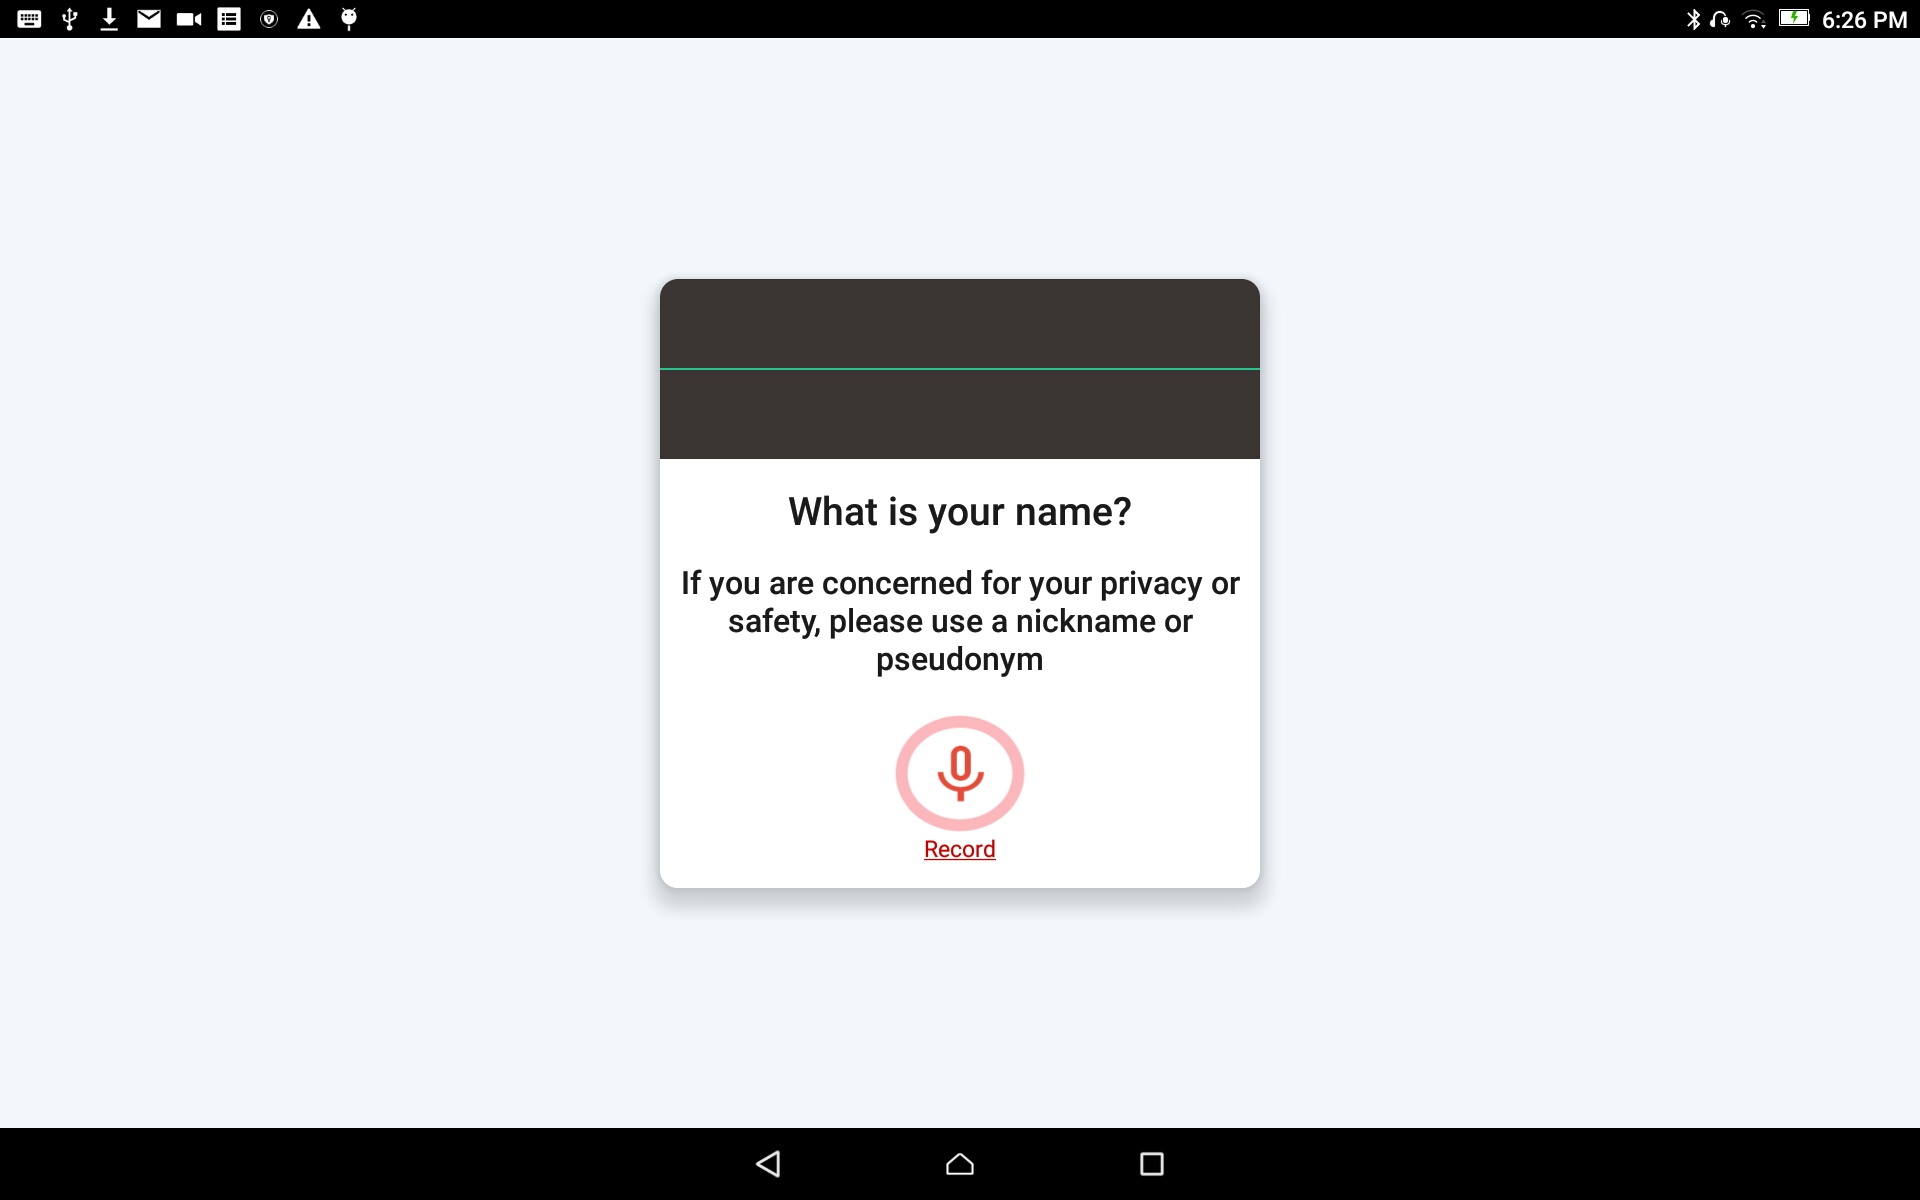 6:26 PM
What is your name?
If you are concerned for your privacy or
safety, please use a nickname or
pseudonym
Record